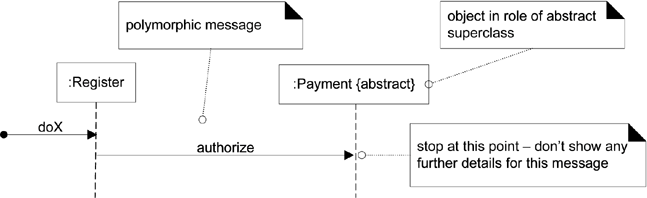 polymorphic message
object in role of abstract
superclass
:Register
:Payment {abstract}
doX
authorize
stop at this point – don't show any
further details for this message